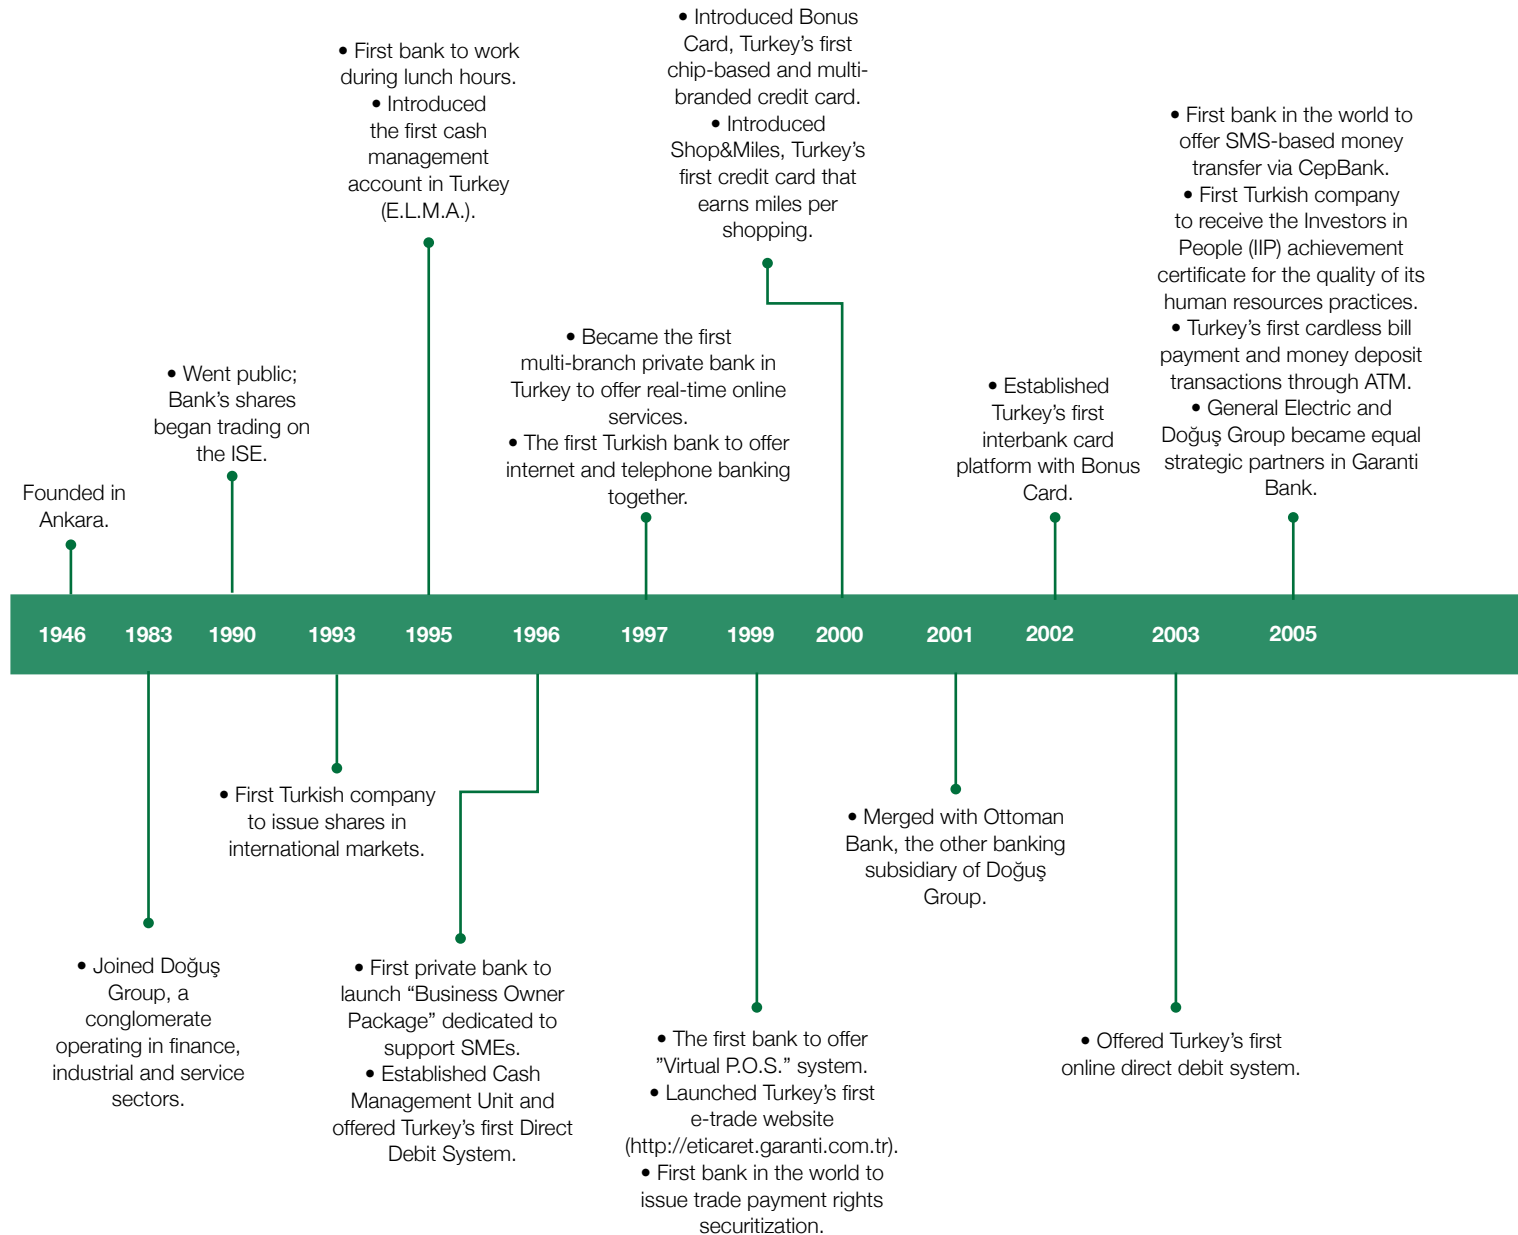 Founded in
Ankara.
• Went public;
Bank’s shares
began trading on
the ISE.
• First bank to work
during lunch hours.
• Introduced
the first cash
management
account in Turkey
(E.L.M.A.).
• Became the first
multi-branch private bank in
Turkey to offer real-time online
services.
• The first Turkish bank to offer
internet and telephone banking
together.
• Introduced Bonus
Card, Turkey’s first
chip-based and multi-
branded credit card.
• Introduced
Shop&Miles, Turkey’s
first credit card that
earns miles per
shopping.
• Established
Turkey’s first
interbank card
platform with Bonus
Card.
• First bank in the world to
offer SMS-based money
transfer via CepBank.
• First Turkish company
to receive the Investors in
People (IIP) achievement
certificate for the quality of its
human resources practices.
• Turkey’s first cardless bill
payment and money deposit
transactions through ATM.
• General Electric and
Doğuş Group became equal
strategic partners in Garanti
Bank.
1946 1983 1990 1993 1995 1996 1997 1999 2000 2001 2002 2003 2005
• Joined Doğuş
Group, a
conglomerate
operating in finance,
industrial and service
sectors.
• First Turkish company
to issue shares in
international markets.
• First private bank to
launch “Business Owner
Package” dedicated to
support SMEs.
• Established Cash
Management Unit and
offered Turkey’s first Direct
Debit System.
• The first bank to offer
”Virtual P.O.S.” system.
• Launched Turkey’s first
e-trade website
(http://eticaret.garanti.com.tr).
• First bank in the world to
issue trade payment rights
securitization.
• Merged with Ottoman
Bank, the other banking
subsidiary of Doğuş
Group.
• Offered Turkey’s first
online direct debit system.